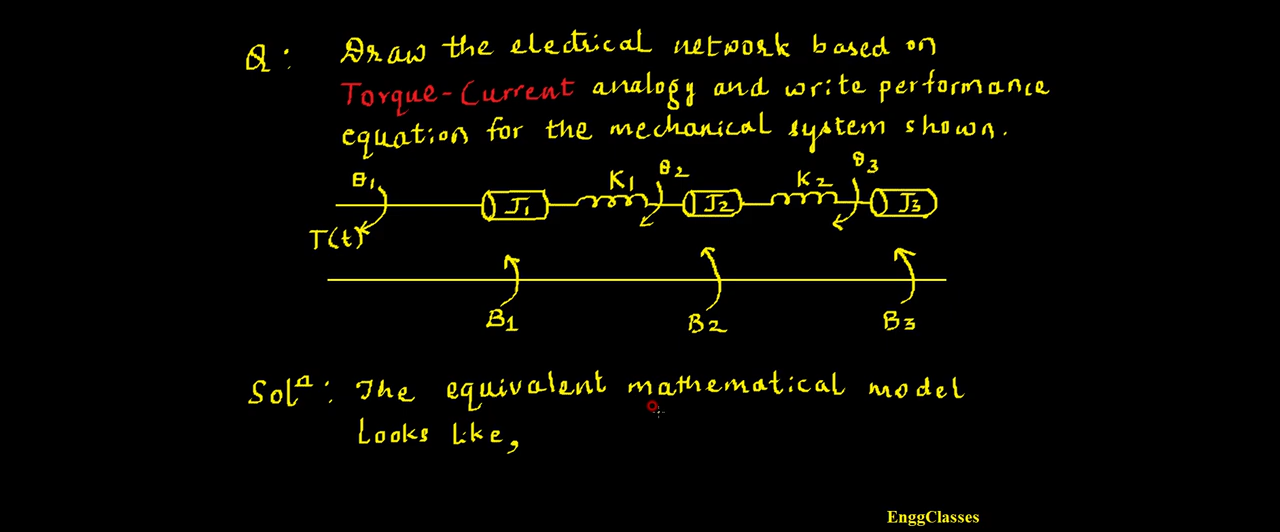 Q : Draw the electrical network based on
Torque-Current analogy and write performance
equation for the mechanical system shown.
θ1 K1 θ2 K2 θ3
J1 J2 J3
T(t)
B1 B2 B3
Solⁿ: The equivalent mathematical model
Looks like,
EnggClasses